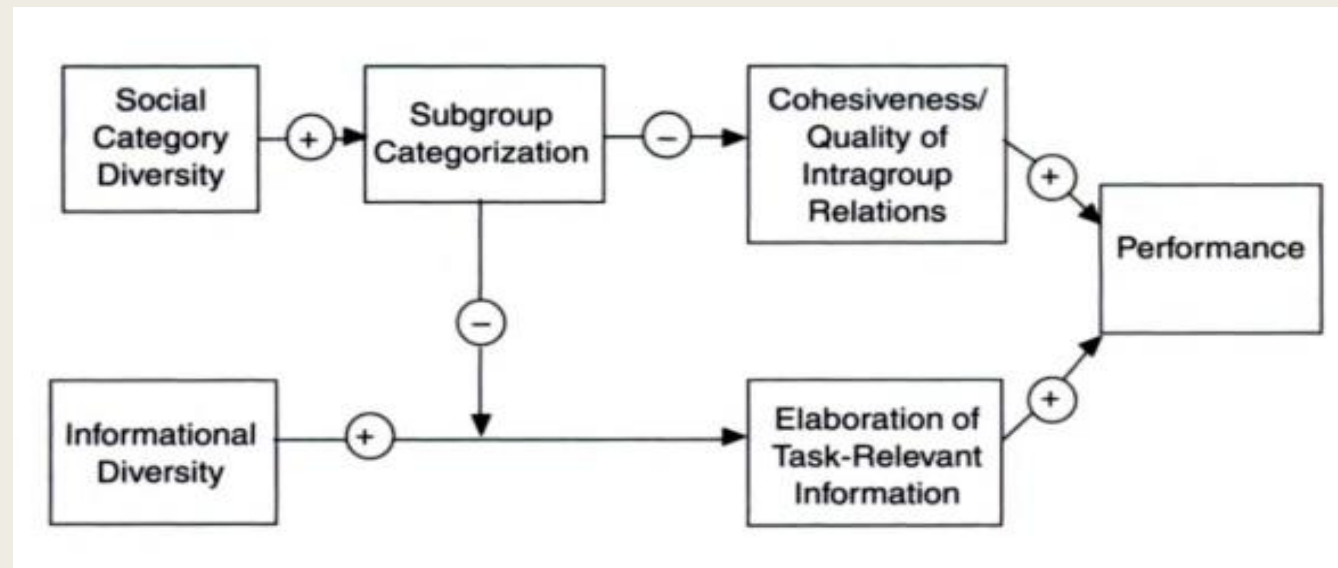 Social
Category
Diversity
+
Subgroup
Categorization
−
Cohesiveness/
Quality of
Intragroup
Relations
+
Performance
−
Informational
Diversity
+
Elaboration of
Task-Relevant
Information
+